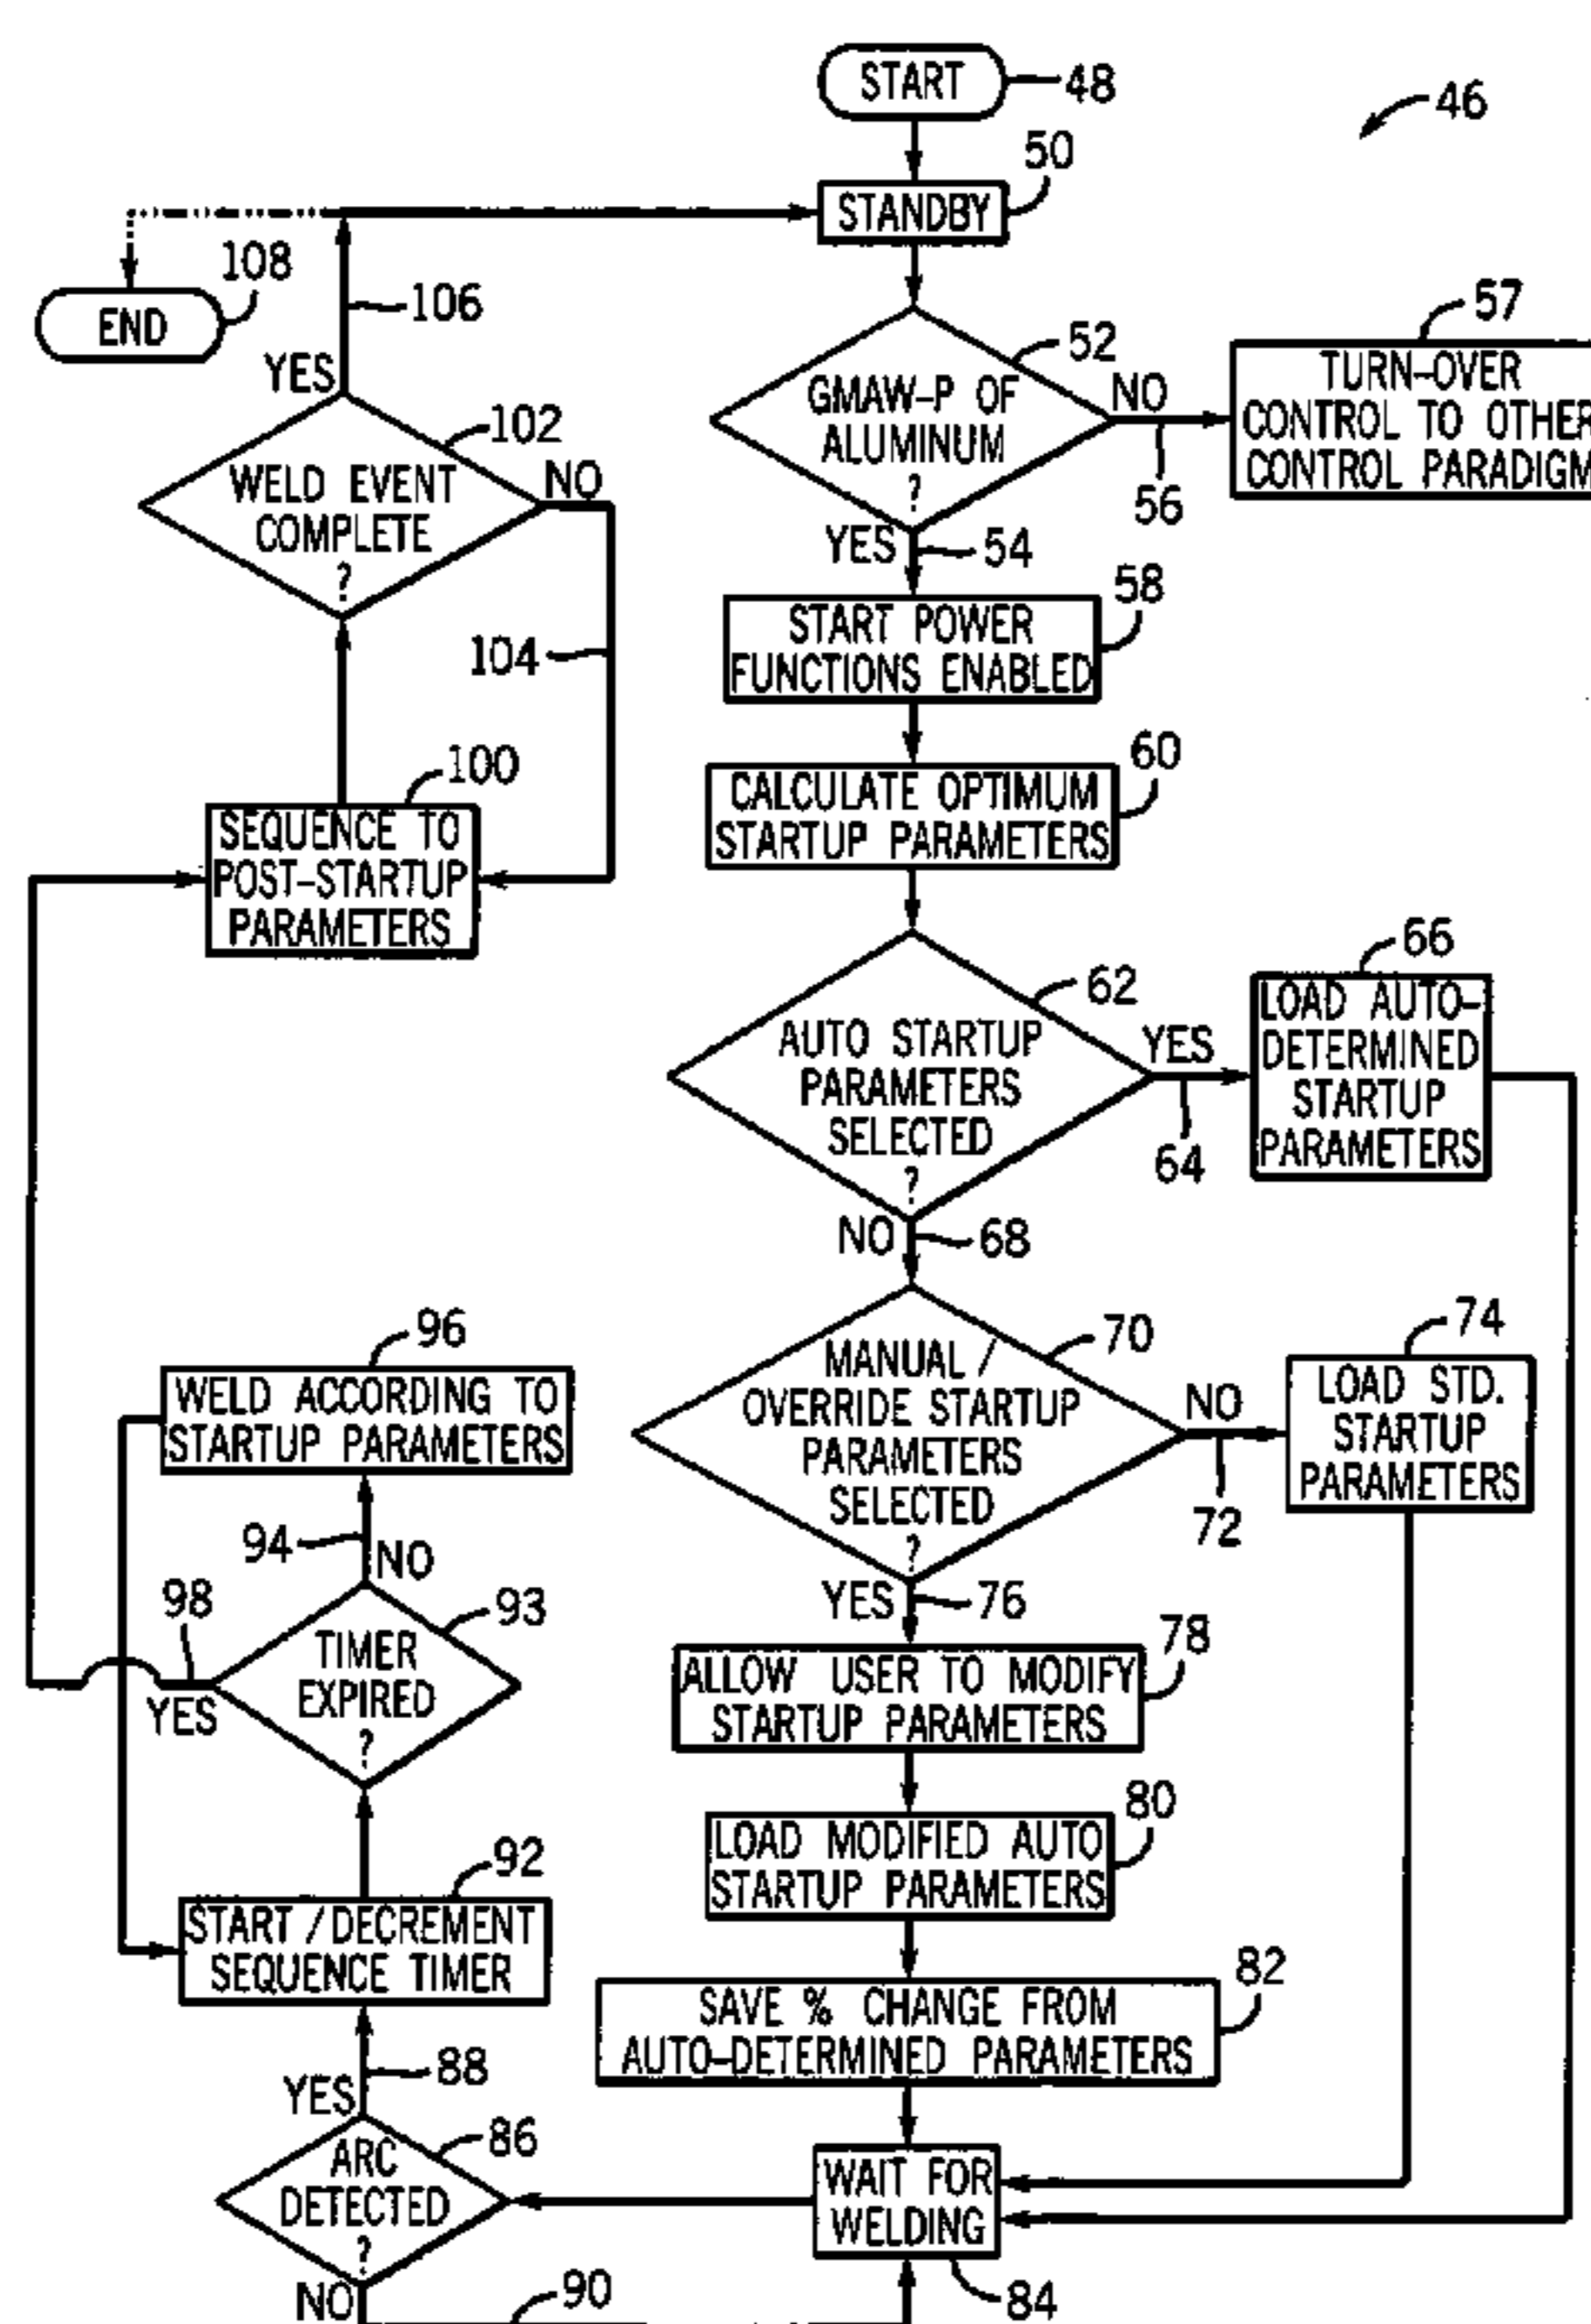 START
48
46
50
STANDBY
108
END
106
YES
52
GMAW-P OF
ALUMINUM
?
NO
56
57
TURN-OVER
CONTROL TO OTHER
CONTROL PARADIGM
102
WELD EVENT
COMPLETE
?
NO
104
YES
54
58
START POWER
FUNCTIONS ENABLED
100
SEQUENCE TO
POST-STARTUP
PARAMETERS
60
CALCULATE OPTIMUM
STARTUP PARAMETERS
62
AUTO STARTUP
PARAMETERS
SELECTED
?
YES
64
66
LOAD AUTO-
DETERMINED
STARTUP
PARAMETERS
NO
68
96
WELD ACCORDING TO
STARTUP PARAMETERS
70
MANUAL /
OVERRIDE STARTUP
PARAMETERS
SELECTED
?
NO
72
74
LOAD STD.
STARTUP
PARAMETERS
94
NO
98
YES
93
TIMER
EXPIRED
?
YES
76
78
ALLOW USER TO MODIFY
STARTUP PARAMETERS
80
LOAD MODIFIED AUTO
STARTUP PARAMETERS
92
START / DECREMENT
SEQUENCE TIMER
82
SAVE % CHANGE FROM
AUTO-DETERMINED PARAMETERS
88
YES
86
ARC
DETECTED
?
WAIT FOR
WELDING
NO
90
84